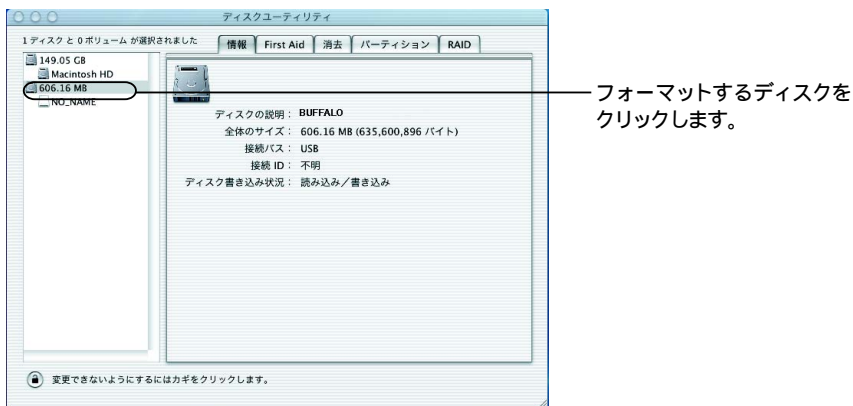 ディスクユーティリティ
1 ディスク と 0 ボリューム が選択されました
情報 First Aid 消去 パーティション RAID
149.05 GB
Macintosh HD
606.16 MB
NO_NAME
ディスクの説明： BUFFALO
全体のサイズ： 606.16 MB (635,600,896 バイト)
接続バス： USB
接続 ID： 不明
ディスク書き込み状況： 読み込み／書き込み
変更できないようにするにはカギをクリックします。
フォーマットするディスクを
クリックします。